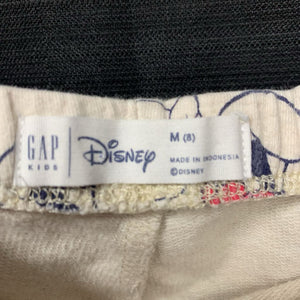 GAP
KIDS
Disney
M (8)
MADE IN INDONESIA
©DISNEY